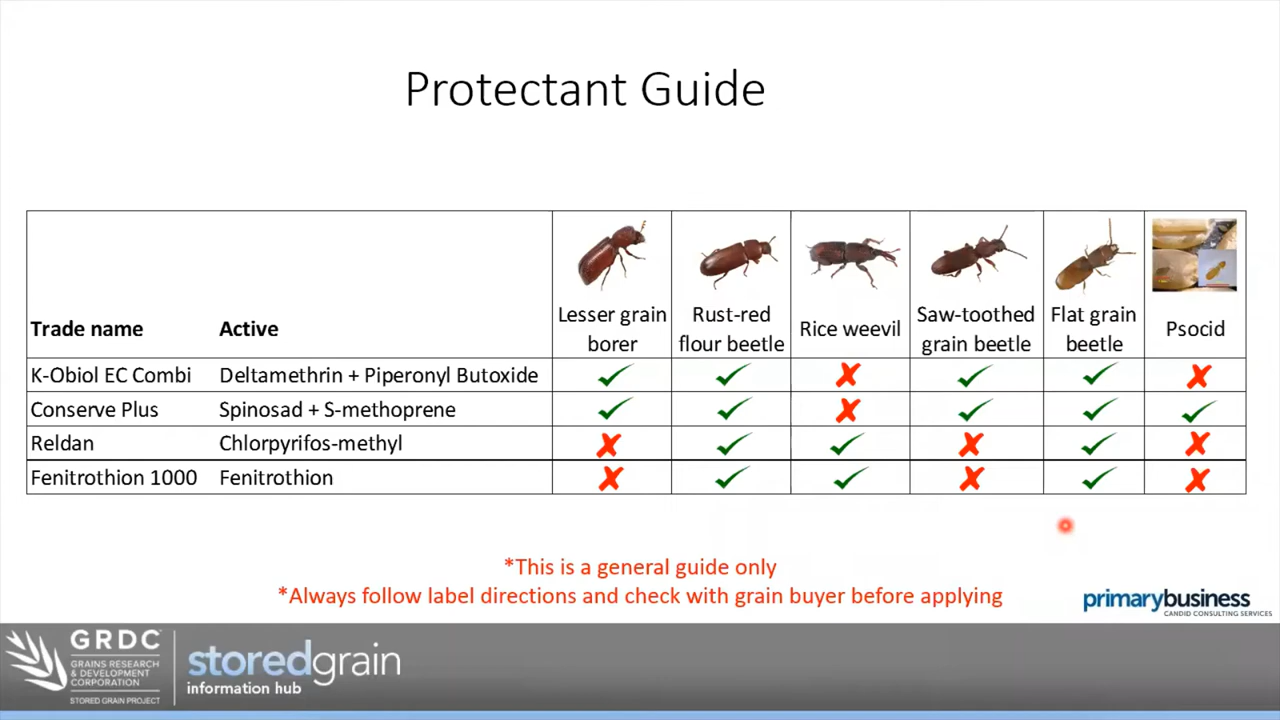 Protectant Guide
Trade name Active Lesser grain borer Rust-red flour beetle Rice weevil Saw-toothed grain beetle Flat grain beetle Psocid
K-Obiol EC Combi Deltamethrin + Piperonyl Butoxide ✓ ✓ ✗ ✓ ✓ ✗
Conserve Plus Spinosad + S-methoprene ✓ ✓ ✗ ✓ ✓ ✓
Reldan Chlorpyrifos-methyl ✗ ✓ ✓ ✗ ✓ ✗
Fenitrothion 1000 Fenitrothion ✗ ✓ ✓ ✗ ✓ ✗
*This is a general guide only
*Always follow label directions and check with grain buyer before applying
primarybusiness
CANDID CONSULTING SERVICES
GRDC
GRAINS RESEARCH
& DEVELOPMENT
CORPORATION
STORED GRAIN PROJECT
storedgrain
information hub